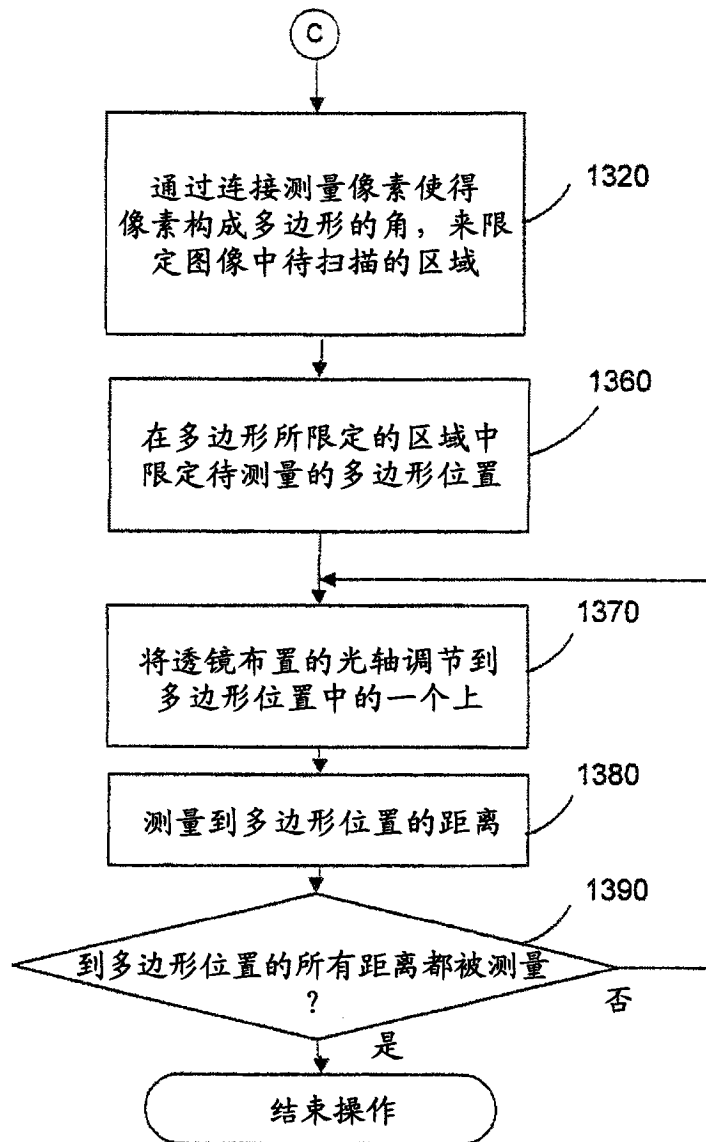 C
通过连接测量像素使得
像素构成多边形的角，来限
定图像中待扫描的区域
1320
在多边形所限定的区域中
限定待测量的多边形位置
1360
将透镜布置的光轴调节到
多边形位置中的一个上
1370
测量到多边形位置的距离
1380
到多边形位置的所有距离都被测量
?
1390
否
是
结束操作